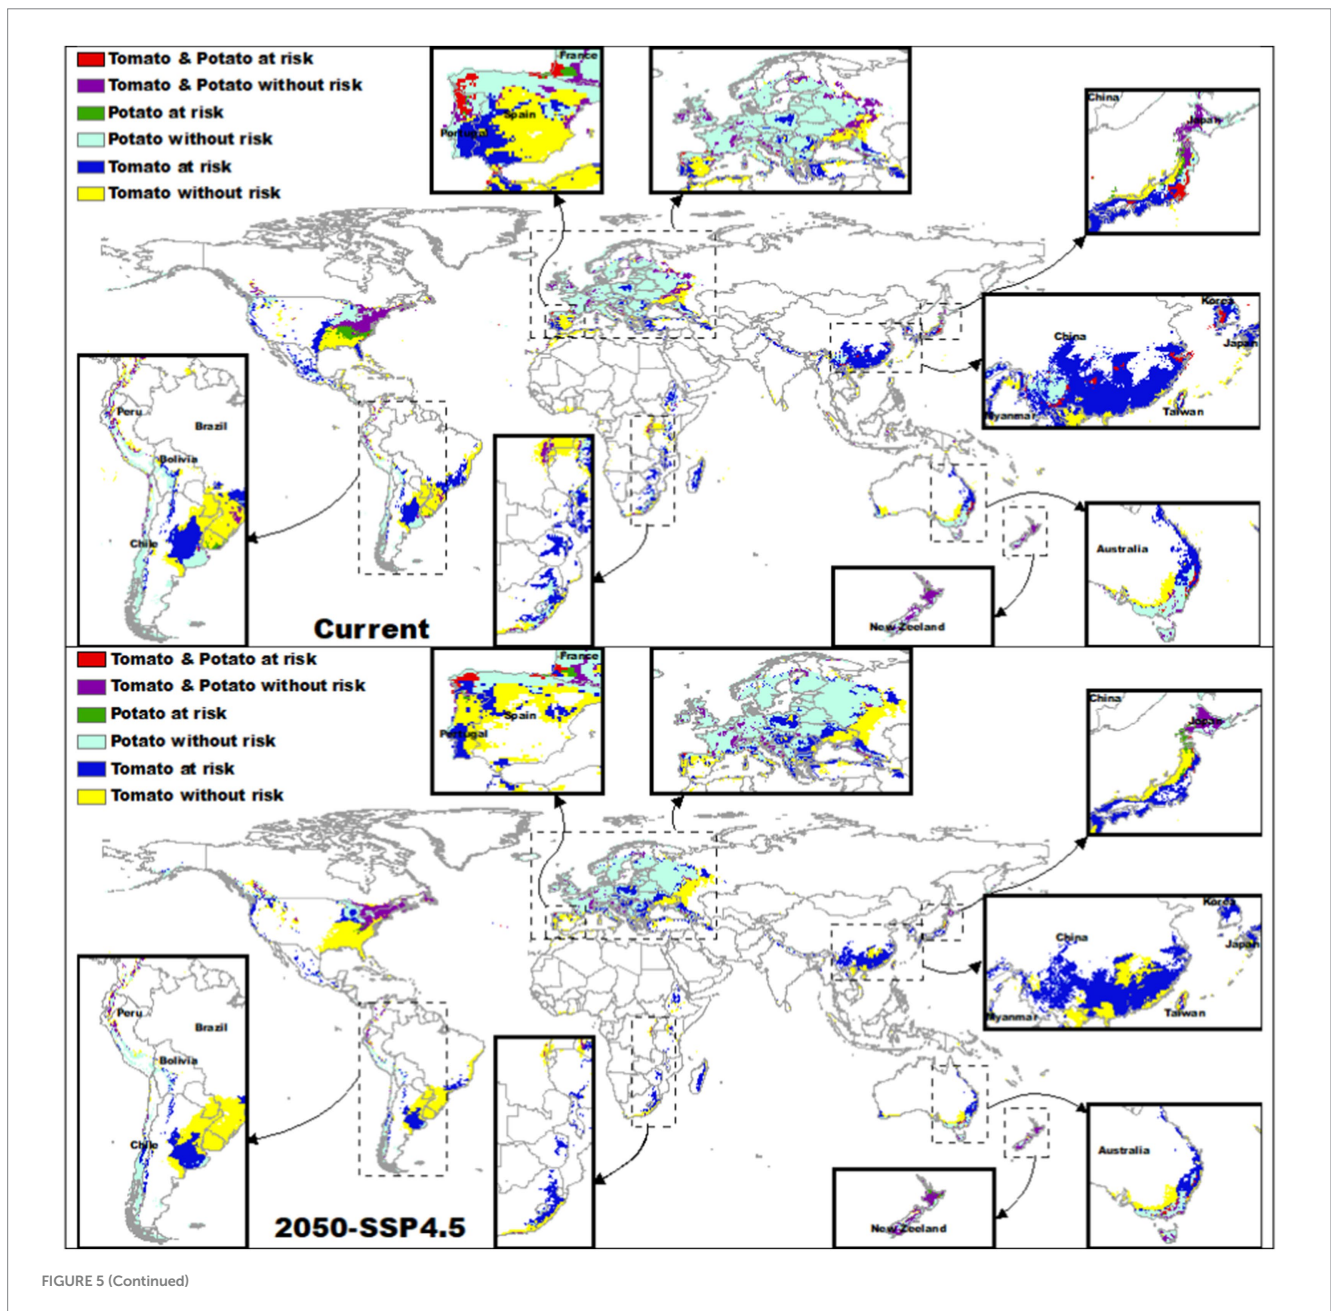 Tomato & Potato at risk
Tomato & Potato without risk
Potato at risk
Potato without risk
Tomato at risk
Tomato without risk
France
Spain
Portugal
China
Japan
Korea
China
Japan
Myanmar
Taiwan
Peru
Brazil
Bolivia
Chile
Australia
New Zeeland
Current
Tomato & Potato at risk
Tomato & Potato without risk
Potato at risk
Potato without risk
Tomato at risk
Tomato without risk
France
Spain
Portugal
China
Japan
Korea
China
Japan
Myanmar
Taiwan
Peru
Brazil
Bolivia
Chile
Australia
New Zeeland
2050-SSP4.5
FIGURE 5 (Continued)